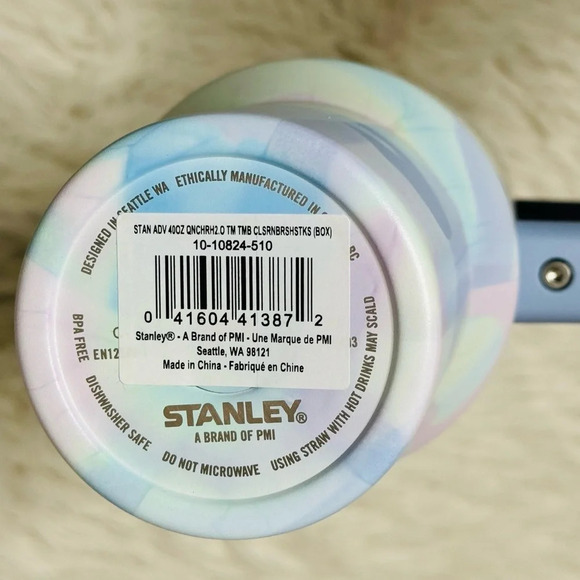 DESIGNED IN SEATTLE WA
ETHICALLY MANUFACTURED IN
STAN ADV 40OZ QNCHRH2.0 TM TMB CLSRNBRSHSTKS (BOX)
10-10824-510
0 41604 41387 2
Stanley® - A Brand of PMI - Une Marque de PMI
Seattle, WA 98121
Made in China - Fabriqué en Chine
BPA FREE
EN12
DISHWASHER SAFE
DO NOT MICROWAVE
USING STRAW WITH HOT DRINKS MAY SCALD
STANLEY®
A BRAND OF PMI